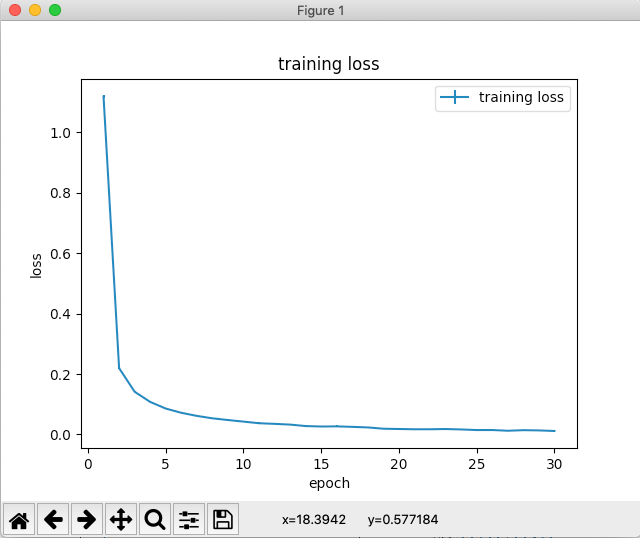 Figure 1
training loss
training loss
1.0
0.8
0.6
0.4
0.2
0.0
loss
0 5 10 15 20 25 30
epoch
x=18.3942 y=0.577184